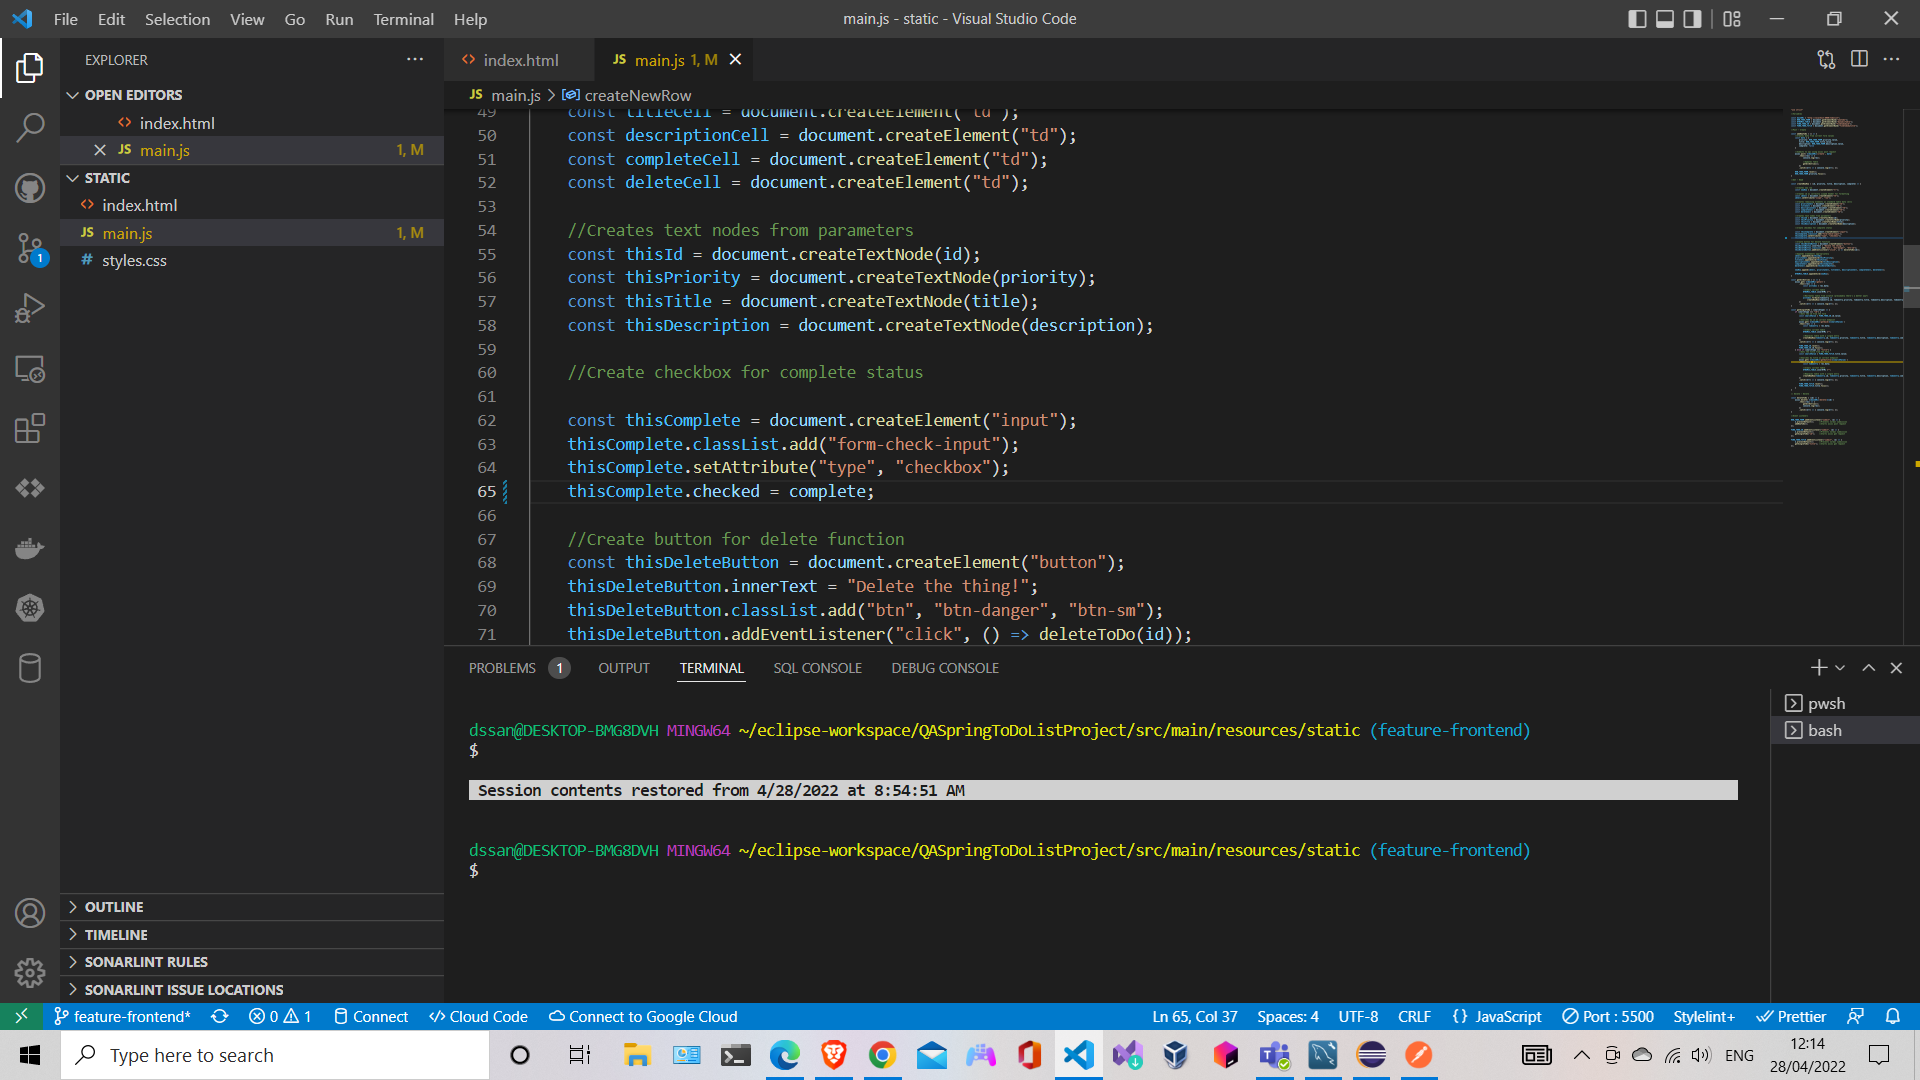 File Edit Selection View Go Run Terminal Help
main.js - static - Visual Studio Code
EXPLORER
OPEN EDITORS
index.html
JS main.js 1, M
STATIC
index.html
JS main.js 1, M
# styles.css
OUTLINE
TIMELINE
SONARLINT RULES
SONARLINT ISSUE LOCATIONS
index.html
JS main.js 1, M
JS main.js > createNewRow
49 const titleCell = document.createElement("td");
50 const descriptionCell = document.createElement("td");
51 const completeCell = document.createElement("td");
52 const deleteCell = document.createElement("td");
53
54 //Creates text nodes from parameters
55 const thisId = document.createTextNode(id);
56 const thisPriority = document.createTextNode(priority);
57 const thisTitle = document.createTextNode(title);
58 const thisDescription = document.createTextNode(description);
59
60 //Create checkbox for complete status
61
62 const thisComplete = document.createElement("input");
63 thisComplete.classList.add("form-check-input");
64 thisComplete.setAttribute("type", "checkbox");
65 thisComplete.checked = complete;
66
67 //Create button for delete function
68 const thisDeleteButton = document.createElement("button");
69 thisDeleteButton.innerText = "Delete the thing!";
70 thisDeleteButton.classList.add("btn", "btn-danger", "btn-sm");
71 thisDeleteButton.addEventListener("click", () => deleteToDo(id));
PROBLEMS 1 OUTPUT TERMINAL SQL CONSOLE DEBUG CONSOLE
dssan@DESKTOP-BMG8DVH MINGW64 ~/eclipse-workspace/QASpringToDoListProject/src/main/resources/static (feature-frontend)
$
Session contents restored from 4/28/2022 at 8:54:51 AM
dssan@DESKTOP-BMG8DVH MINGW64 ~/eclipse-workspace/QASpringToDoListProject/src/main/resources/static (feature-frontend)
$
pwsh
bash
1
feature-frontend* 0 1 Connect Cloud Code Connect to Google Cloud
Ln 65, Col 37 Spaces: 4 UTF-8 CRLF {} JavaScript Port : 5500 Stylelint+ Prettier
Type here to search
ENG
12:14
28/04/2022